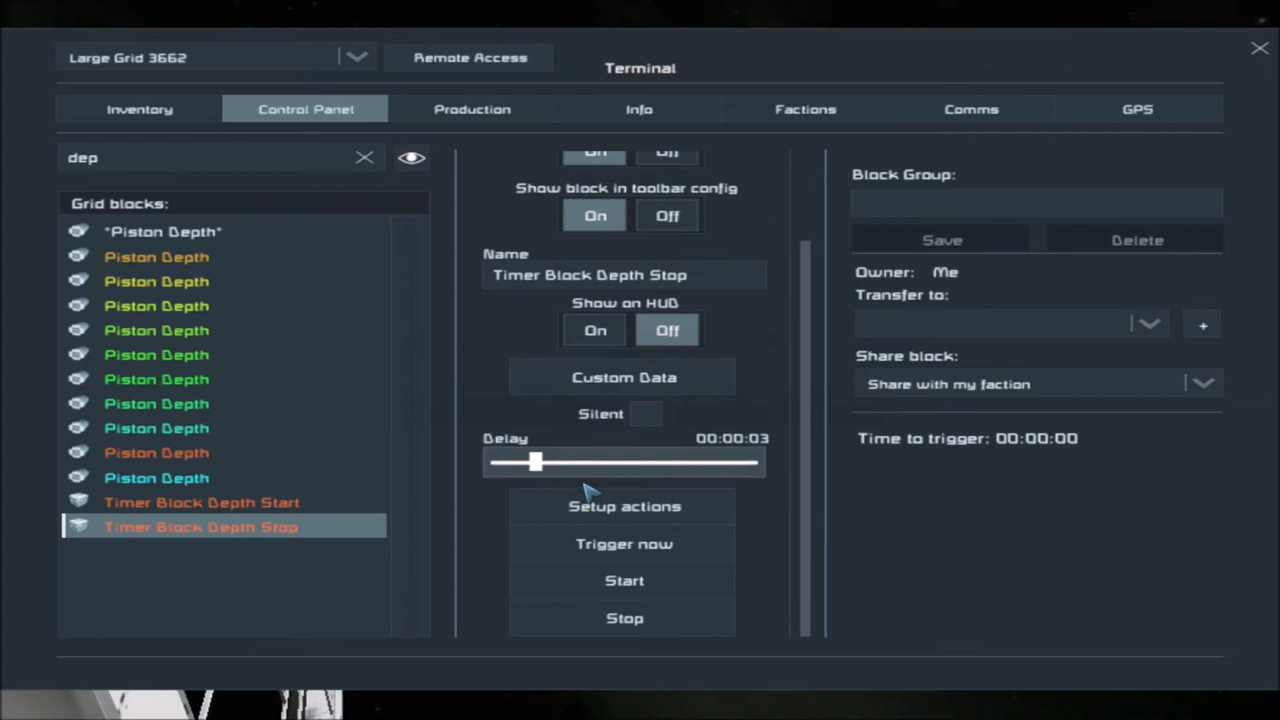 Large Grid 3662
Remote Access
Terminal
Inventory
Control Panel
Production
Info
Factions
Comms
GPS
dep
Grid blocks:
*Piston Depth*
Piston Depth
Piston Depth
Piston Depth
Piston Depth
Piston Depth
Piston Depth
Piston Depth
Piston Depth
Piston Depth
Piston Depth
Timer Block Depth Start
Timer Block Depth Stop
On
Off
Show block in toolbar config
On
Off
Name
Timer Block Depth Stop
Show on HUD
On
Off
Custom Data
Silent
Delay
00:00:03
Setup actions
Trigger now
Start
Stop
Block Group:
Save
Delete
Owner: Me
Transfer to:
+
Share block:
Share with my faction
Time to trigger: 00:00:00